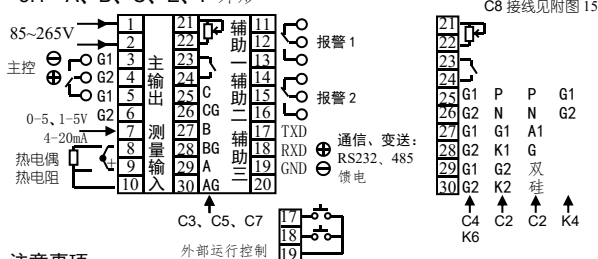 C8 接线见附图 15
85~265V
主控
G1
G2
G1
G2
0-5、1-5V
4-20mA
热电偶
热电阻
1 2 3 4 5 6 7 8 9 10
主输出
测量输入
21 22 23 24 25 26 27 28 29 30
C
CG
B
BG
A
AG
辅助一
辅助二
辅助三
11 12 13 14 15 16 17 18 19 20
报警 1
报警 2
TXD
RXD
GND
通信、变送:
RS232、485
馈电
C3、C5、C7
17
18
19
外部运行控制
21
22
23
24
25 G1 P P G1
26 G2 N N G2
27 G1 G1 A1
28 G2 K1 G
29 G1 G2 双
30 G2 K2 硅
C4 C2 C2 K4
K6